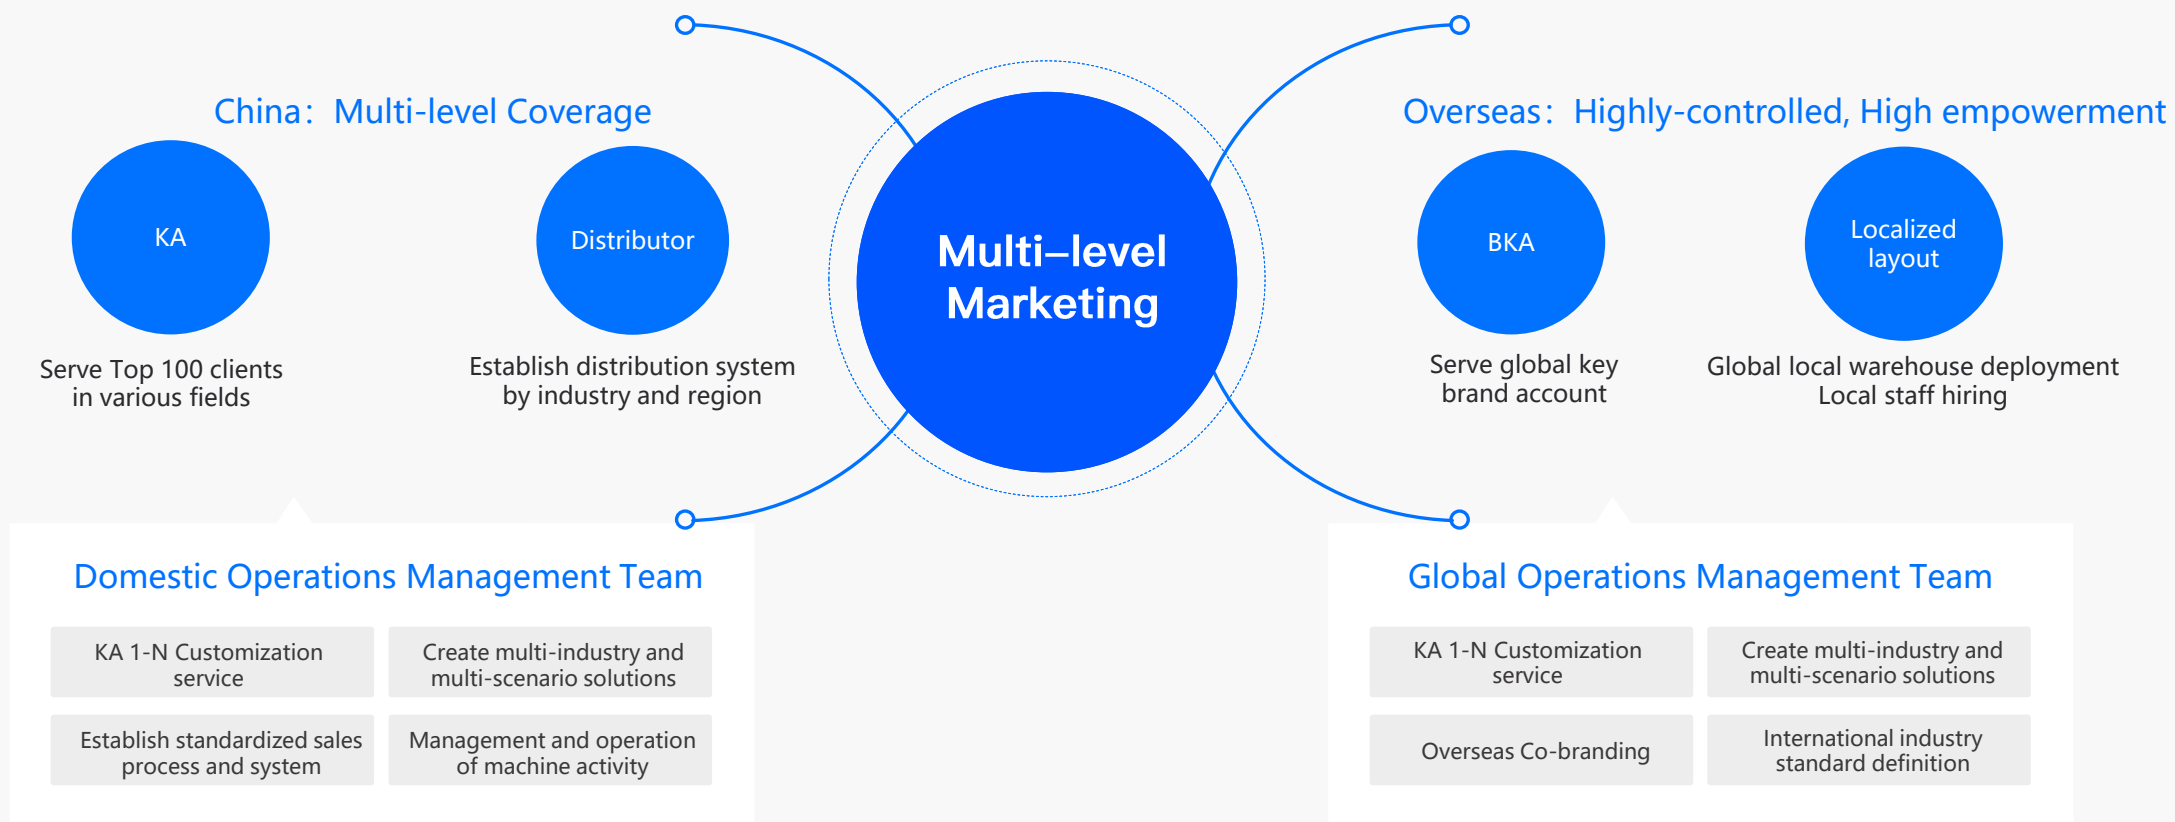 China：Multi-level Coverage
KA
Serve Top 100 clients
in various fields
Distributor
Establish distribution system
by industry and region
Multi–level
Marketing
Overseas：Highly-controlled, High empowerment
BKA
Serve global key
brand account
Localized
layout
Global local warehouse deployment
Local staff hiring
Domestic Operations Management Team
KA 1-N Customization
service
Create multi-industry and
multi-scenario solutions
Establish standardized sales
process and system
Management and operation
of machine activity
Global Operations Management Team
KA 1-N Customization
service
Create multi-industry and
multi-scenario solutions
Overseas Co-branding
International industry
standard definition